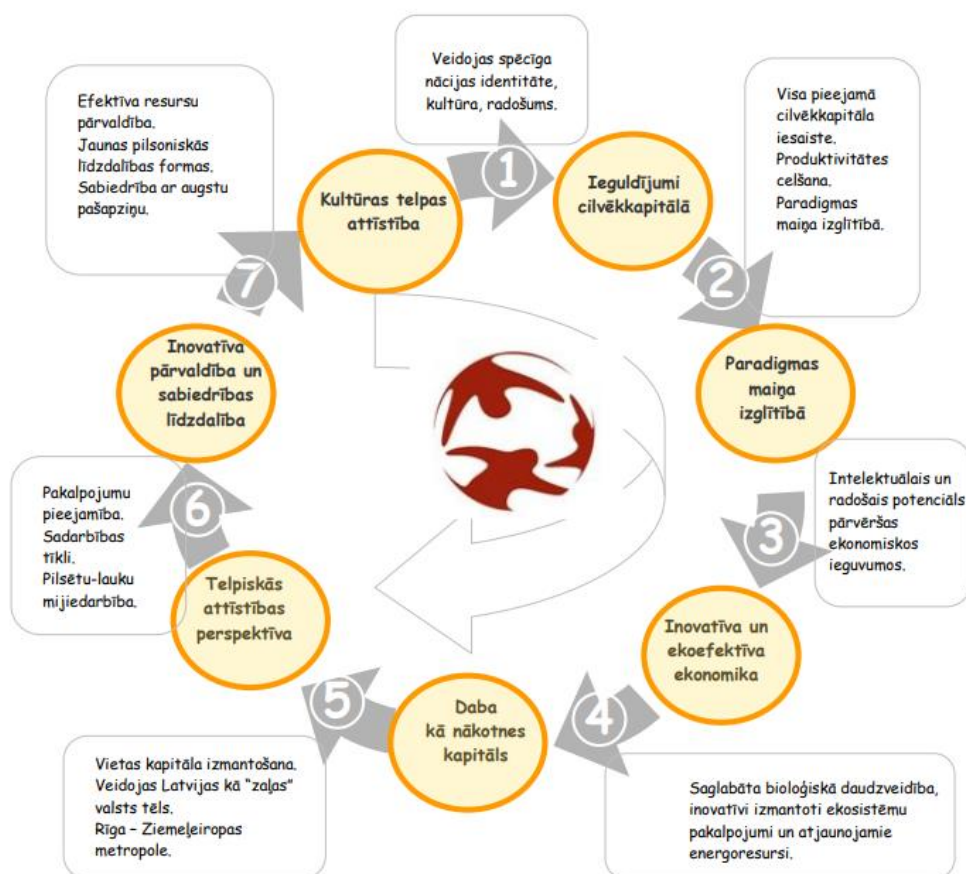 Veidojas spēcīga
nācijas identitāte,
kultūra, radošums.
1
Ieguldījumi
cilvēkkapitālā
Visa pieejamā
cilvēkkapitāla
iesaiste.
Produktivitātes
celšana.
Paradigmas
maiņa izglītībā.
2
Paradigmas
maiņa
izglītībā
Intelektuālais un
radošais potenciāls
pārvēršas
ekonomiskos
ieguvumos.
3
Inovatīva un
ekoefektīva
ekonomika
Saglabāta bioloģiskā daudzveidība,
inovatīvi izmantoti ekosistēmu
pakalpojumi un atjaunojamie
energoresursi.
4
Daba
kā nākotnes
kapitāls
Vietas kapitāla izmantošana.
Veidojas Latvijas kā “zaļas”
valsts tēls.
Rīga – Ziemeļeiropas
metropole.
5
Telpiskās
attīstības
perspektīva
Pakalpojumu
pieejamība.
Sadarbības
tīkli.
Pilsētu-lauku
mijiedarbība.
6
Inovatīva
pārvaldība un
sabiedrības
līdzdalība
Efektīva resursu
pārvaldība.
Jaunas pilsoniskās
līdzdalības formas.
Sabiedrība ar augstu
pašapziņu.
7
Kultūras telpas
attīstība